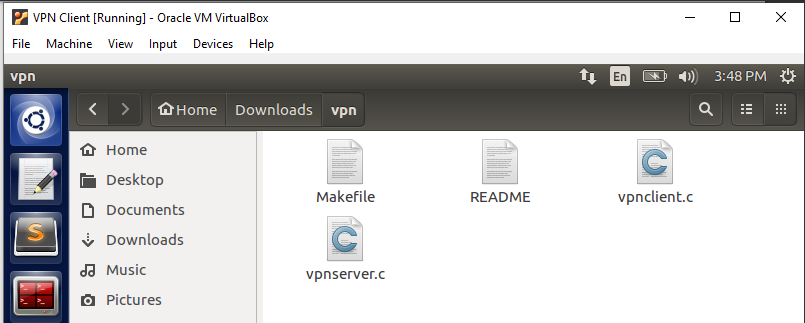 VPN Client [Running] - Oracle VM VirtualBox
File Machine View Input Devices Help
vpn En 3:48 PM
Home Downloads vpn
Home
Desktop
Documents
Downloads
Music
Pictures
Makefile README vpnclient.c
vpnserver.c